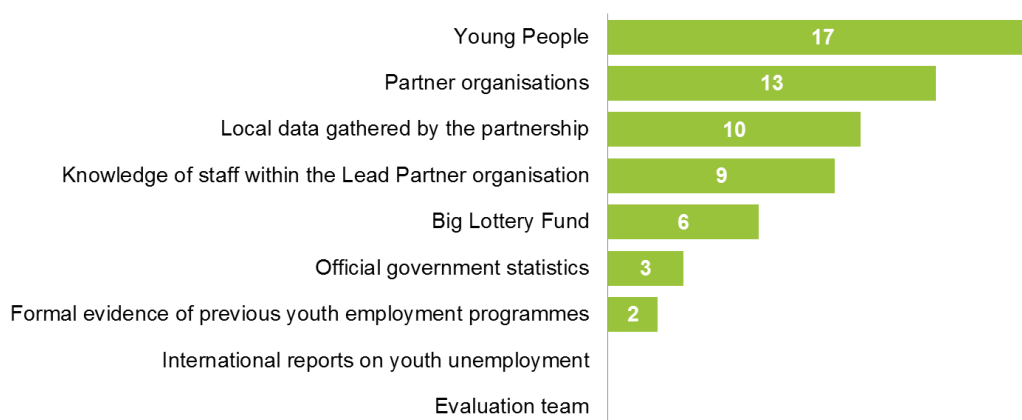 Young People 17
Partner organisations 13
Local data gathered by the partnership 10
Knowledge of staff within the Lead Partner organisation 9
Big Lottery Fund 6
Official government statistics 3
Formal evidence of previous youth employment programmes 2
International reports on youth unemployment
Evaluation team